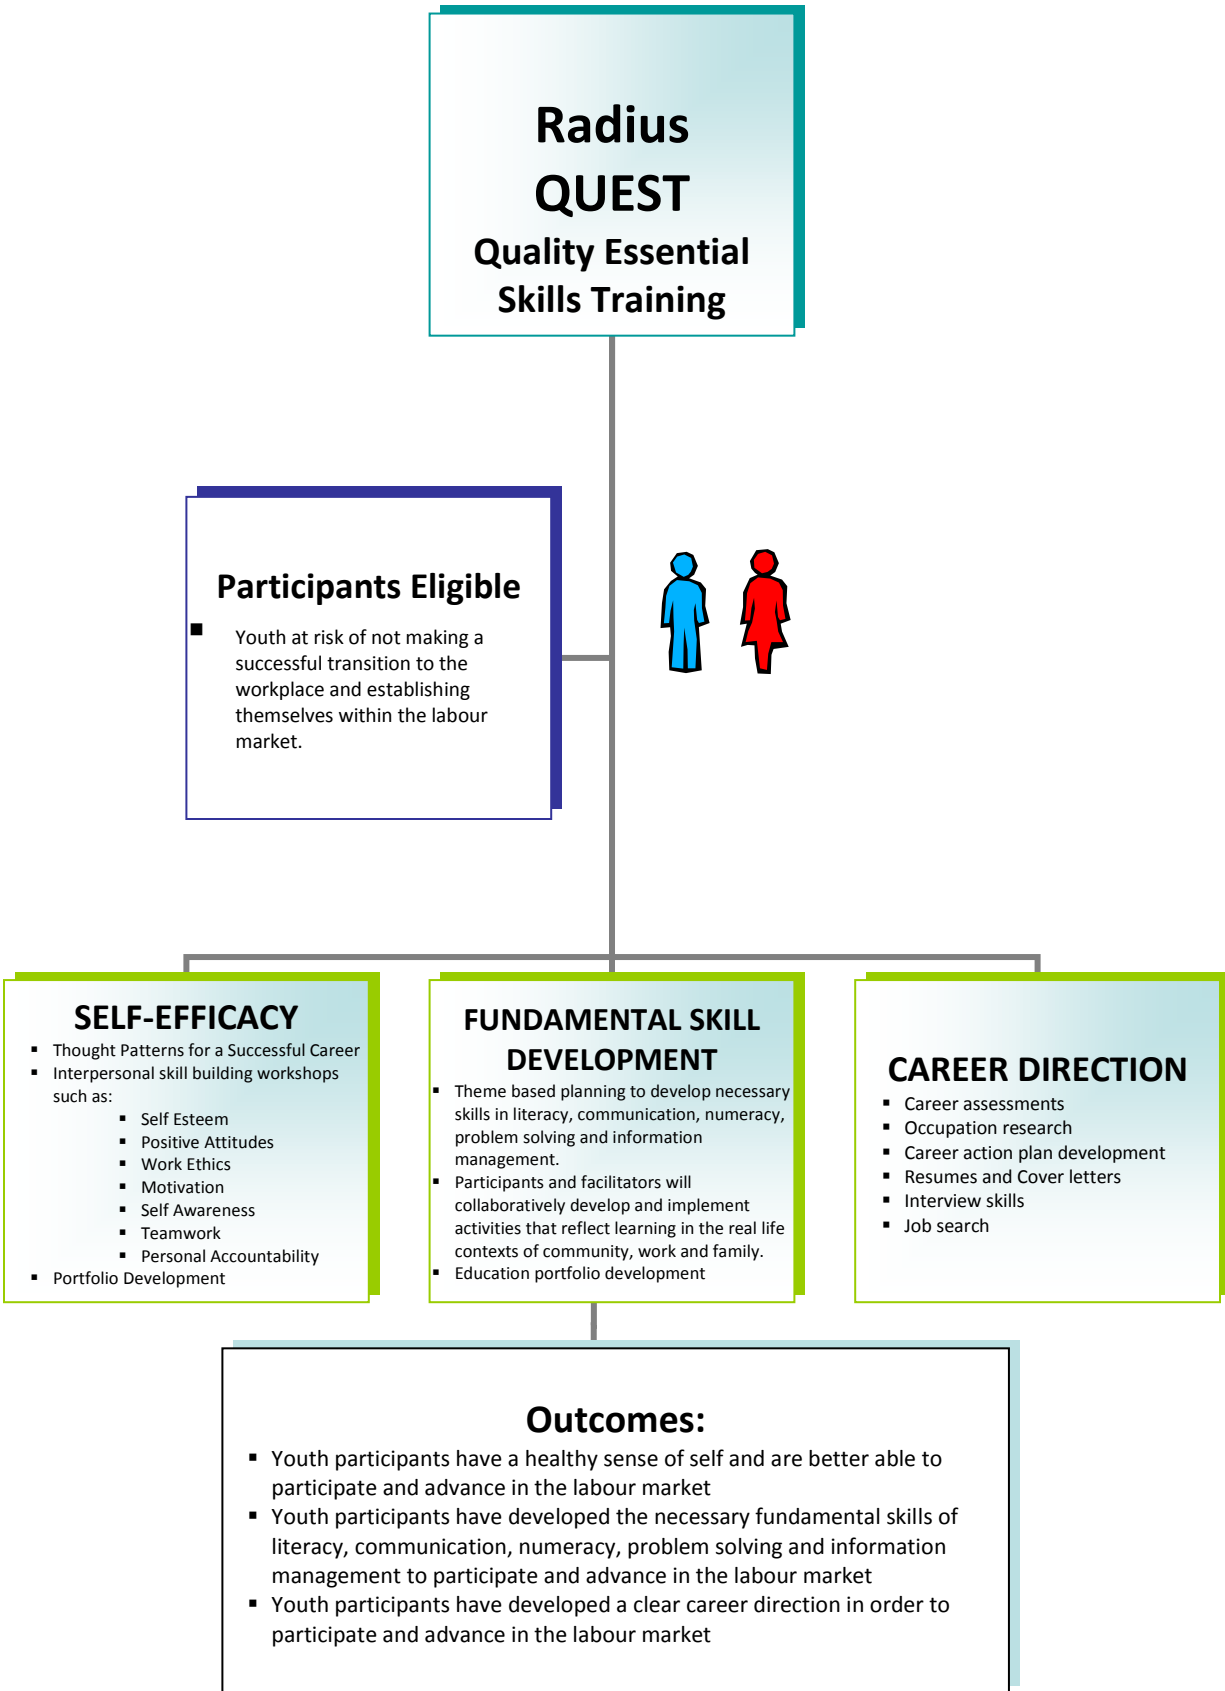 Radius
QUEST
Quality Essential
Skills Training
Participants Eligible
▪ Youth at risk of not making a
successful transition to the
workplace and establishing
themselves within the labour
market.
SELF-EFFICACY
▪ Thought Patterns for a Successful Career
▪ Interpersonal skill building workshops
such as:
▪ Self Esteem
▪ Positive Attitudes
▪ Work Ethics
▪ Motivation
▪ Self Awareness
▪ Teamwork
▪ Personal Accountability
▪ Portfolio Development
FUNDAMENTAL SKILL
DEVELOPMENT
▪ Theme based planning to develop necessary
skills in literacy, communication, numeracy,
problem solving and information
management.
▪ Participants and facilitators will
collaboratively develop and implement
activities that reflect learning in the real life
contexts of community, work and family.
▪ Education portfolio development
CAREER DIRECTION
▪ Career assessments
▪ Occupation research
▪ Career action plan development
▪ Resumes and Cover letters
▪ Interview skills
▪ Job search
Outcomes:
▪ Youth participants have a healthy sense of self and are better able to
participate and advance in the labour market
▪ Youth participants have developed the necessary fundamental skills of
literacy, communication, numeracy, problem solving and information
management to participate and advance in the labour market
▪ Youth participants have developed a clear career direction in order to
participate and advance in the labour market